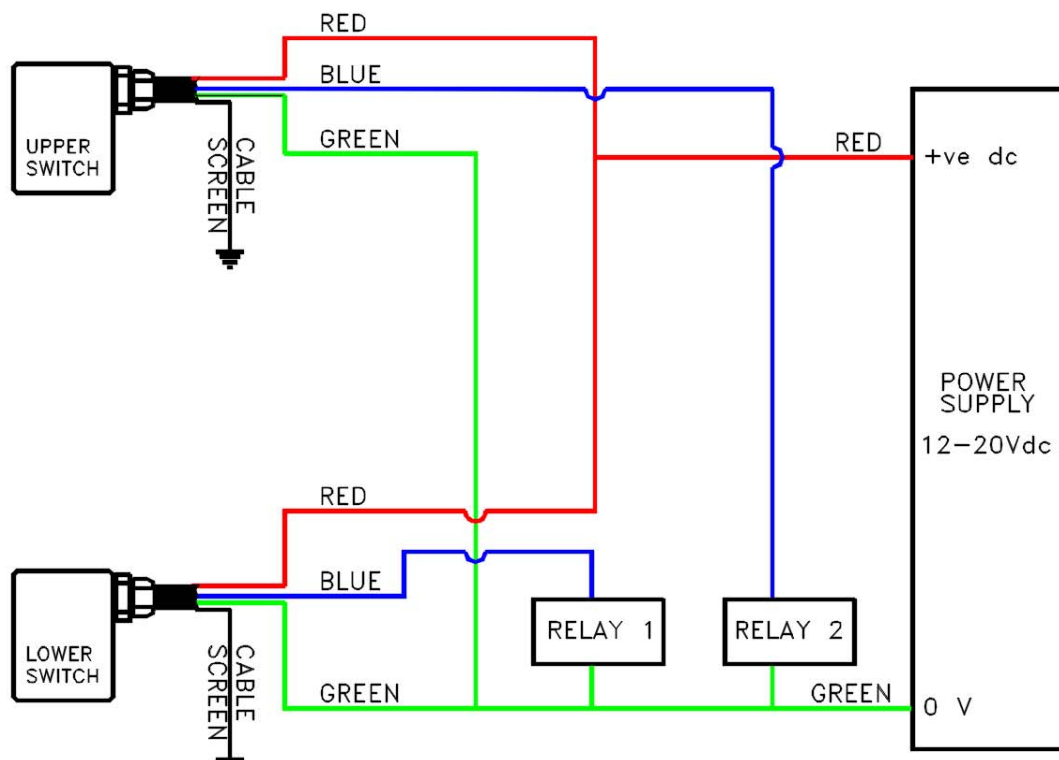 RED
BLUE
UPPER
SWITCH
CABLE
SCREEN
GREEN
RED
+ve dc
POWER
SUPPLY
12-20Vdc
RED
BLUE
LOWER
SWITCH
CABLE
SCREEN
RELAY 1
RELAY 2
GREEN
GREEN
0 V